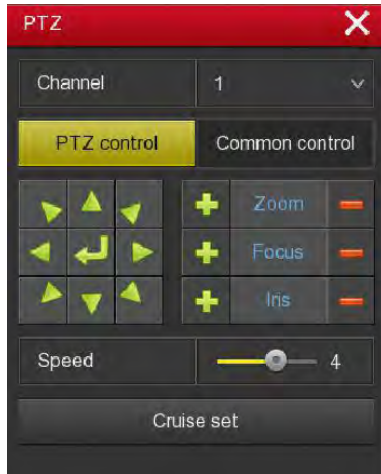 PTZ
Channel 1
PTZ control Common control
Zoom
Focus
Iris
Speed 4
Cruise set